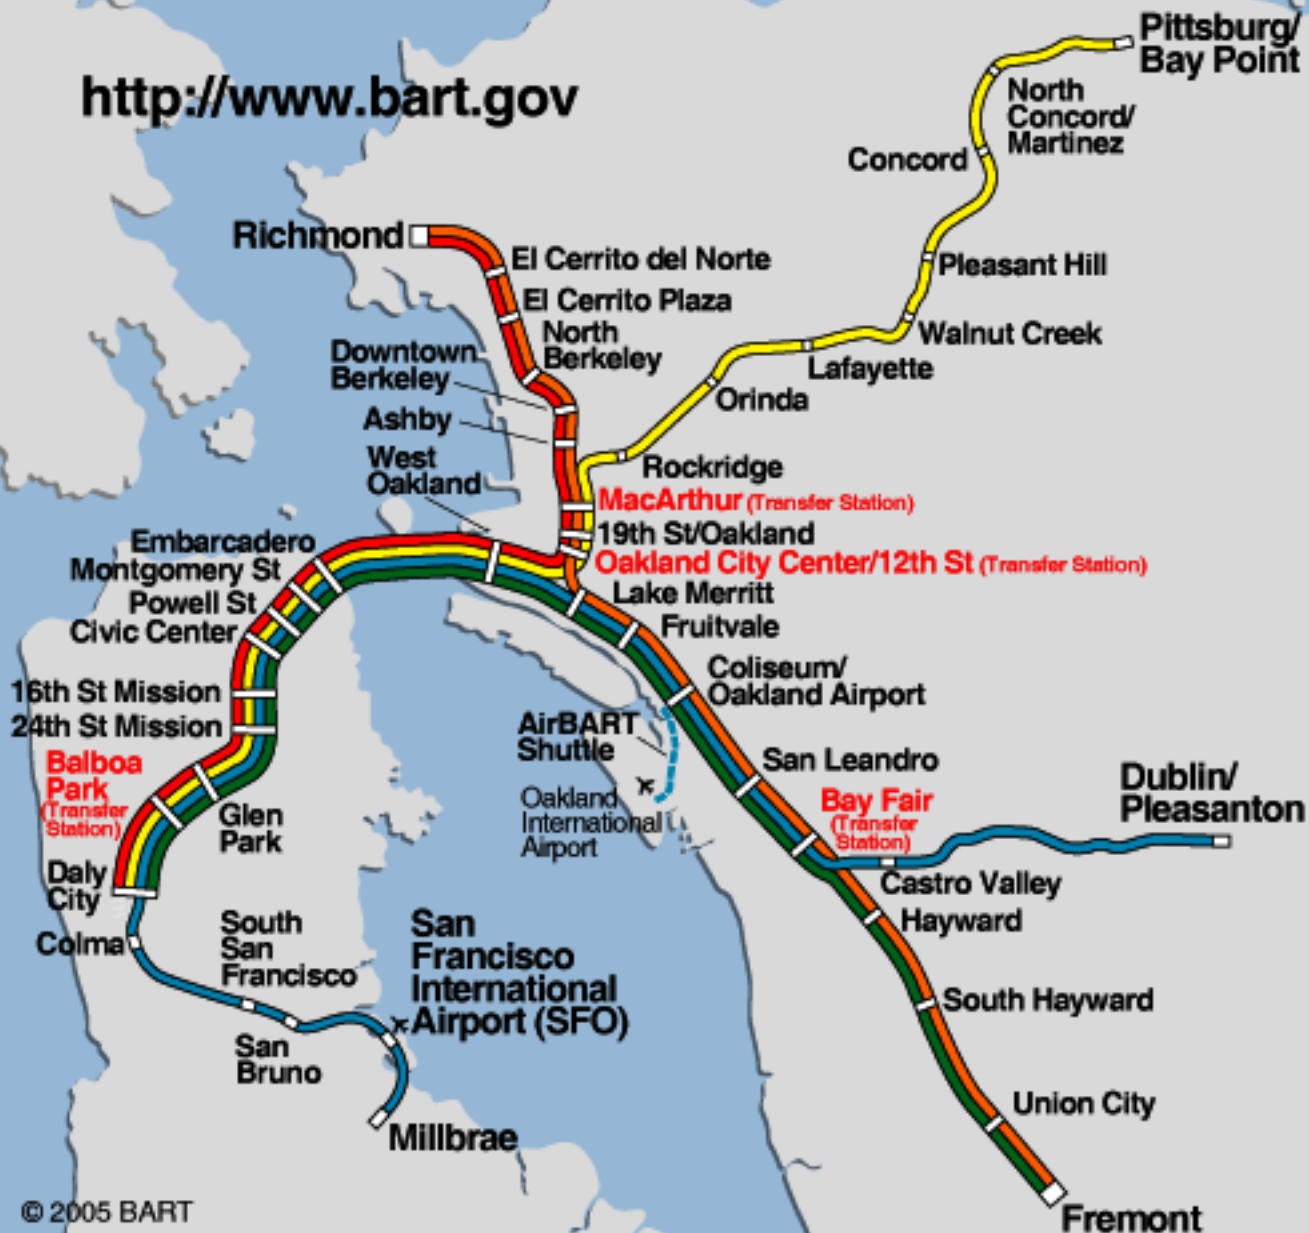 http://www.bart.gov
Pittsburg/
Bay Point
North
Concord/
Martinez
Concord
Richmond
El Cerrito del Norte
Pleasant Hill
El Cerrito Plaza
North
Berkeley
Walnut Creek
Downtown
Berkeley
Lafayette
Orinda
Ashby
West
Oakland
Rockridge
MacArthur (Transfer Station)
19th St/Oakland
Oakland City Center/12th St (Transfer Station)
Embarcadero
Montgomery St
Powell St
Civic Center
Lake Merritt
Fruitvale
Coliseum/
Oakland Airport
16th St Mission
24th St Mission
AirBART
Shuttle
Balboa
Park
(Transfer
Station)
San Leandro
Oakland
International
Airport
Bay Fair
(Transfer
Station)
Dublin/
Pleasanton
Glen
Park
Daly
City
Castro Valley
Hayward
Colma
South
San
Francisco
San
Francisco
International
Airport (SFO)
South Hayward
San
Bruno
Union City
Millbrae
Fremont
© 2005 BART